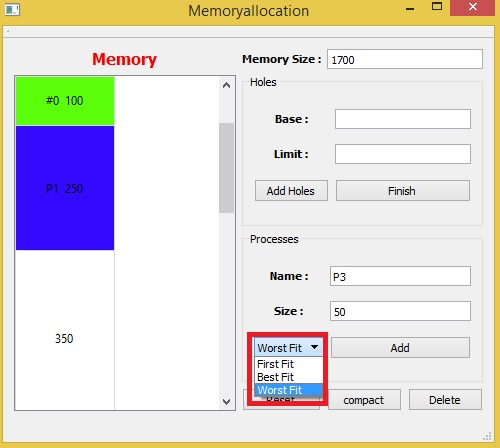 Memoryallocation
Memory
#0 100
P1 250
350
Memory Size : 1700
Holes
Base :
Limit :
Add Holes Finish
Processes
Name : P3
Size : 50
Worst Fit Add
First Fit
Best Fit
Worst Fit
Reset compact Delete